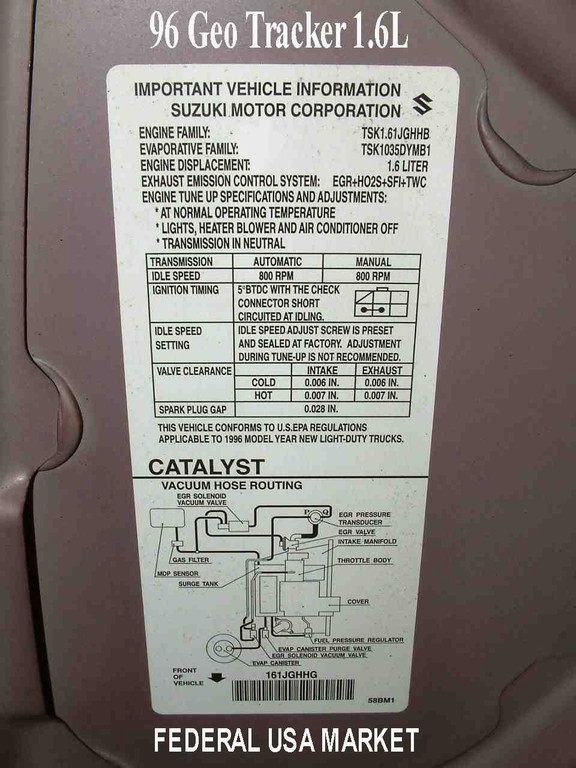 96 Geo Tracker 1.6L
IMPORTANT VEHICLE INFORMATION
SUZUKI MOTOR CORPORATION
ENGINE FAMILY: TSK1.61JGHHB
EVAPORATIVE FAMILY: TSK1035DYMB1
ENGINE DISPLACEMENT: 1.6 LITER
EXHAUST EMISSION CONTROL SYSTEM: EGR+HO2S+SFI+TWC
ENGINE TUNE UP SPECIFICATIONS AND ADJUSTMENTS:
* AT NORMAL OPERATING TEMPERATURE
* LIGHTS, HEATER BLOWER AND AIR CONDITIONER OFF
* TRANSMISSION IN NEUTRAL
TRANSMISSION AUTOMATIC MANUAL
IDLE SPEED 800 RPM 800 RPM
IGNITION TIMING 5°BTDC WITH THE CHECK
CONNECTOR SHORT
CIRCUITED AT IDLING.
IDLE SPEED IDLE SPEED ADJUST SCREW IS PRESET
SETTING AND SEALED AT FACTORY. ADJUSTMENT
DURING TUNE-UP IS NOT RECOMMENDED.
VALVE CLEARANCE INTAKE EXHAUST
COLD 0.006 IN. 0.006 IN.
HOT 0.007 IN. 0.007 IN.
SPARK PLUG GAP 0.028 IN.
THIS VEHICLE CONFORMS TO U.S.EPA REGULATIONS
APPLICABLE TO 1996 MODEL YEAR NEW LIGHT-DUTY TRUCKS.
CATALYST
VACUUM HOSE ROUTING
EGR SOLENOID
VACUUM VALVE
P Q
EGR PRESSURE
TRANSDUCER
EGR VALVE
INTAKE MANIFOLD
GAS FILTER
THROTTLE BODY
MDP SENSOR
SURGE TANK
COVER
FUEL PRESSURE REGULATOR
EVAP CANISTER PURGE VALVE
EGR SOLENOID VACUUM VALVE
EVAP CANISTER
FRONT
OF
VEHICLE
161JGHHG
58BM1
FEDERAL USA MARKET